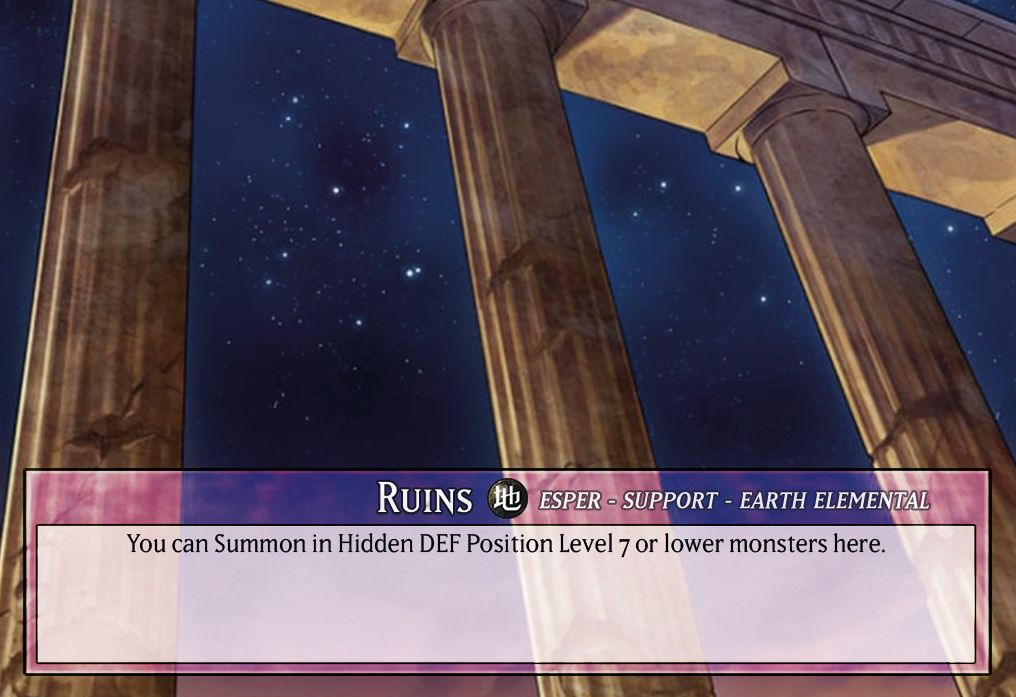 Ruins 地 ESPER - SUPPORT - EARTH ELEMENTAL
You can Summon in Hidden DEF Position Level 7 or lower monsters here.